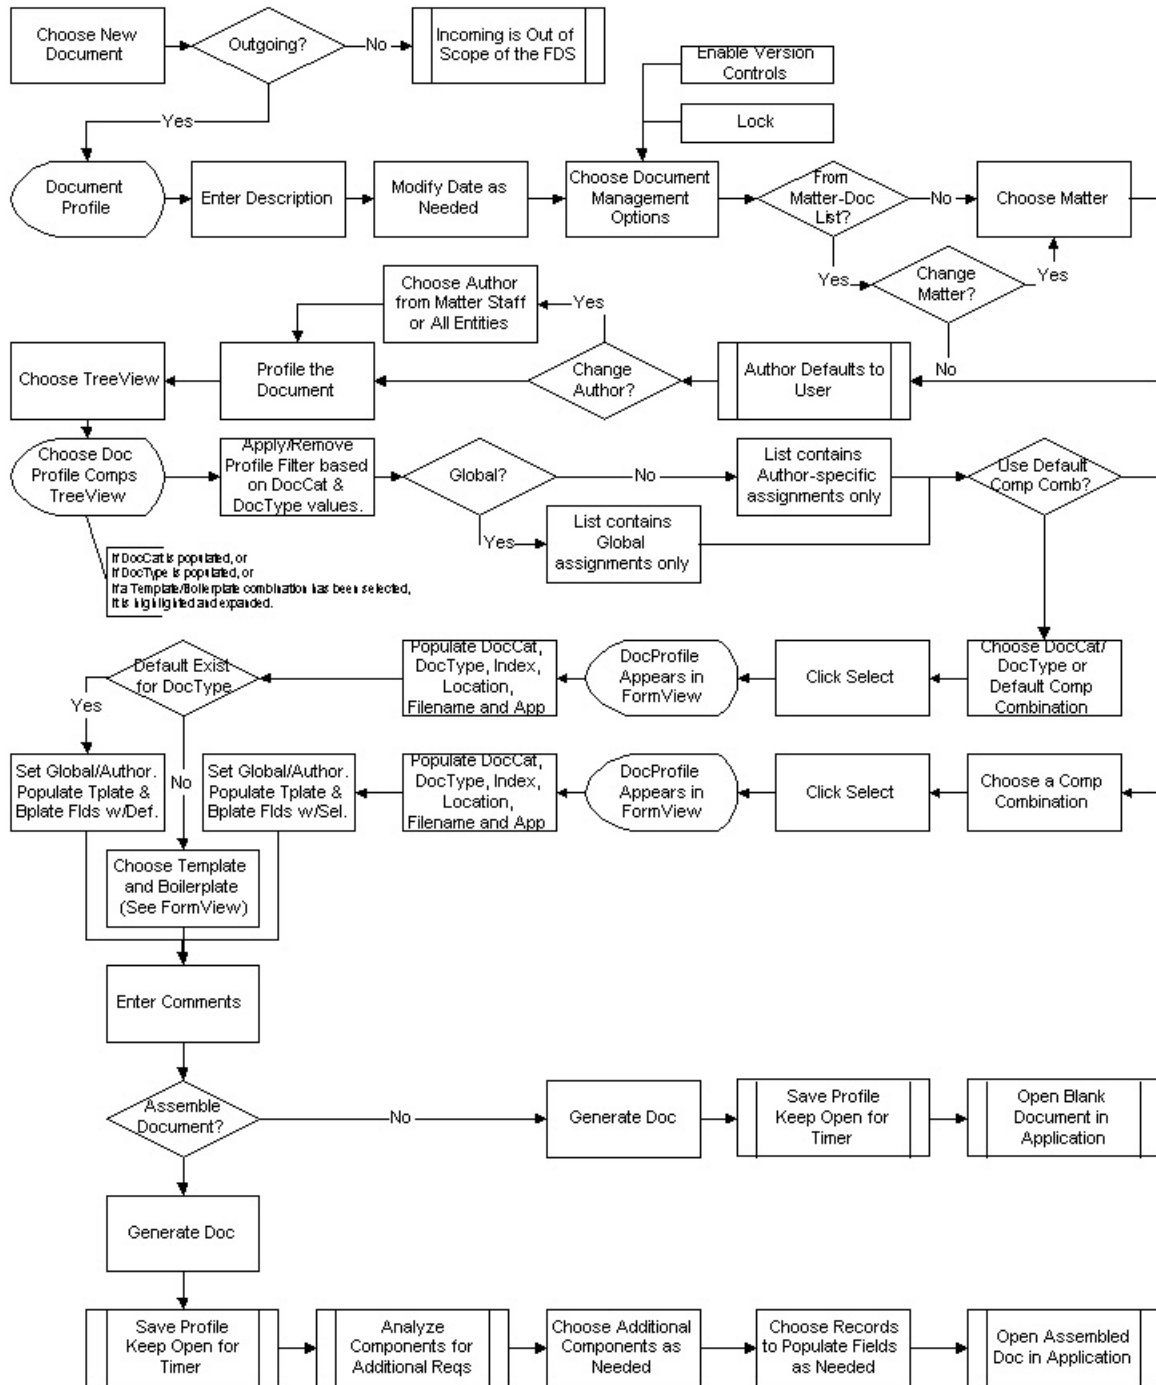 Choose New
Document
Outgoing?
No
Incoming is Out of
Scope of the FDS
Enable Version
Controls
Lock
Yes
Document
Profile
Enter Description
Modify Date as
Needed
Choose Document
Management
Options
From
Matter-Doc
List?
No
Choose Matter
Yes
Change
Matter?
Yes
No
Choose Author
from Matter Staff
or All Entities
Yes
Choose TreeView
Profile the
Document
Change
Author?
Author Defaults to
User
Choose Doc
Profile Comps
TreeView
Apply/Remove
Profile Filter based
on DocCat &
DocType values.
Global?
No
List contains
Author-specific
assignments only
Use Default
Comp Comb?
Yes
List contains
Global
assignments only
If DocCat is populated, or
If DocType is populated, or
If a Template/Boilerplate combination has been selected,
It is highlighted and expanded.
Default Exist
for DocType
Populate DocCat,
DocType, Index,
Location,
Filename and App
DocProfile
Appears in
FormView
Click Select
Choose DocCat/
DocType or
Default Comp
Combination
Yes
No
Set Global/Author.
Populate Tplate &
Bplate Flds w/Def.
Set Global/Author.
Populate Tplate &
Bplate Flds w/Sel.
Populate DocCat,
DocType, Index,
Location,
Filename and App
DocProfile
Appears in
FormView
Click Select
Choose a Comp
Combination
Choose Template
and Boilerplate
(See FormView)
Enter Comments
Assemble
Document?
No
Generate Doc
Save Profile
Keep Open for
Timer
Open Blank
Document in
Application
Generate Doc
Save Profile
Keep Open for
Timer
Analyze
Components for
Additional Reqs
Choose Additional
Components as
Needed
Choose Records
to Populate Fields
as Needed
Open Assembled
Doc in Application